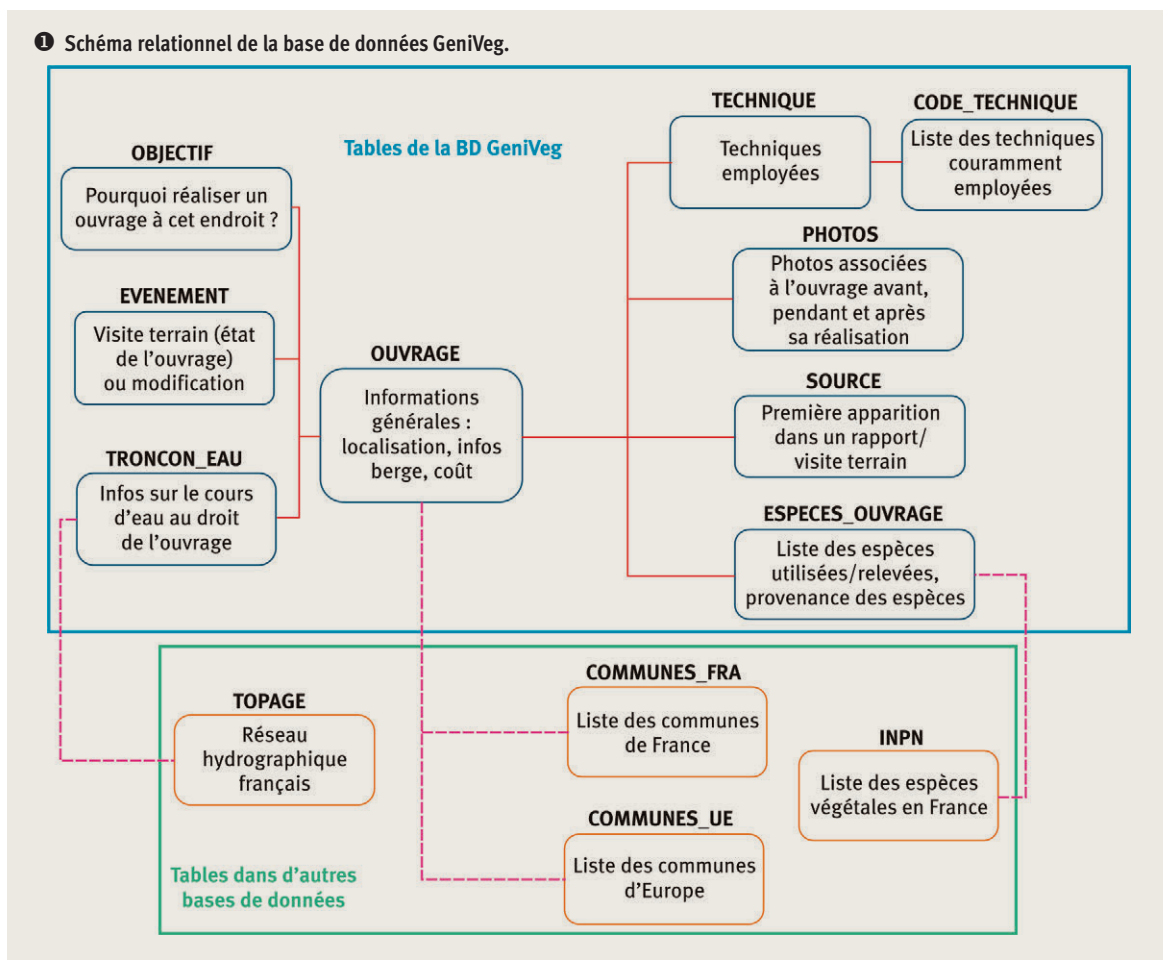 ❶ Schéma relationnel de la base de données GeniVeg.
Tables de la BD GeniVeg
OBJECTIF
Pourquoi réaliser un
ouvrage à cet endroit ?
EVENEMENT
Visite terrain (état
de l’ouvrage)
ou modification
TRONCON_EAU
Infos sur le cours
d’eau au droit
de l’ouvrage
OUVRAGE
Informations
générales :
localisation, infos
berge, coût
TECHNIQUE
Techniques
employées
CODE_TECHNIQUE
Liste des techniques
couramment
employées
PHOTOS
Photos associées
à l’ouvrage avant,
pendant et après
sa réalisation
SOURCE
Première apparition
dans un rapport/
visite terrain
ESPECES_OUVRAGE
Liste des espèces
utilisées/relevées,
provenance des espèces
TOPAGE
Réseau
hydrographique
français
COMMUNES_FRA
Liste des communes
de France
COMMUNES_UE
Liste des communes
d’Europe
INPN
Liste des espèces
végétales en France
Tables dans d’autres
bases de données